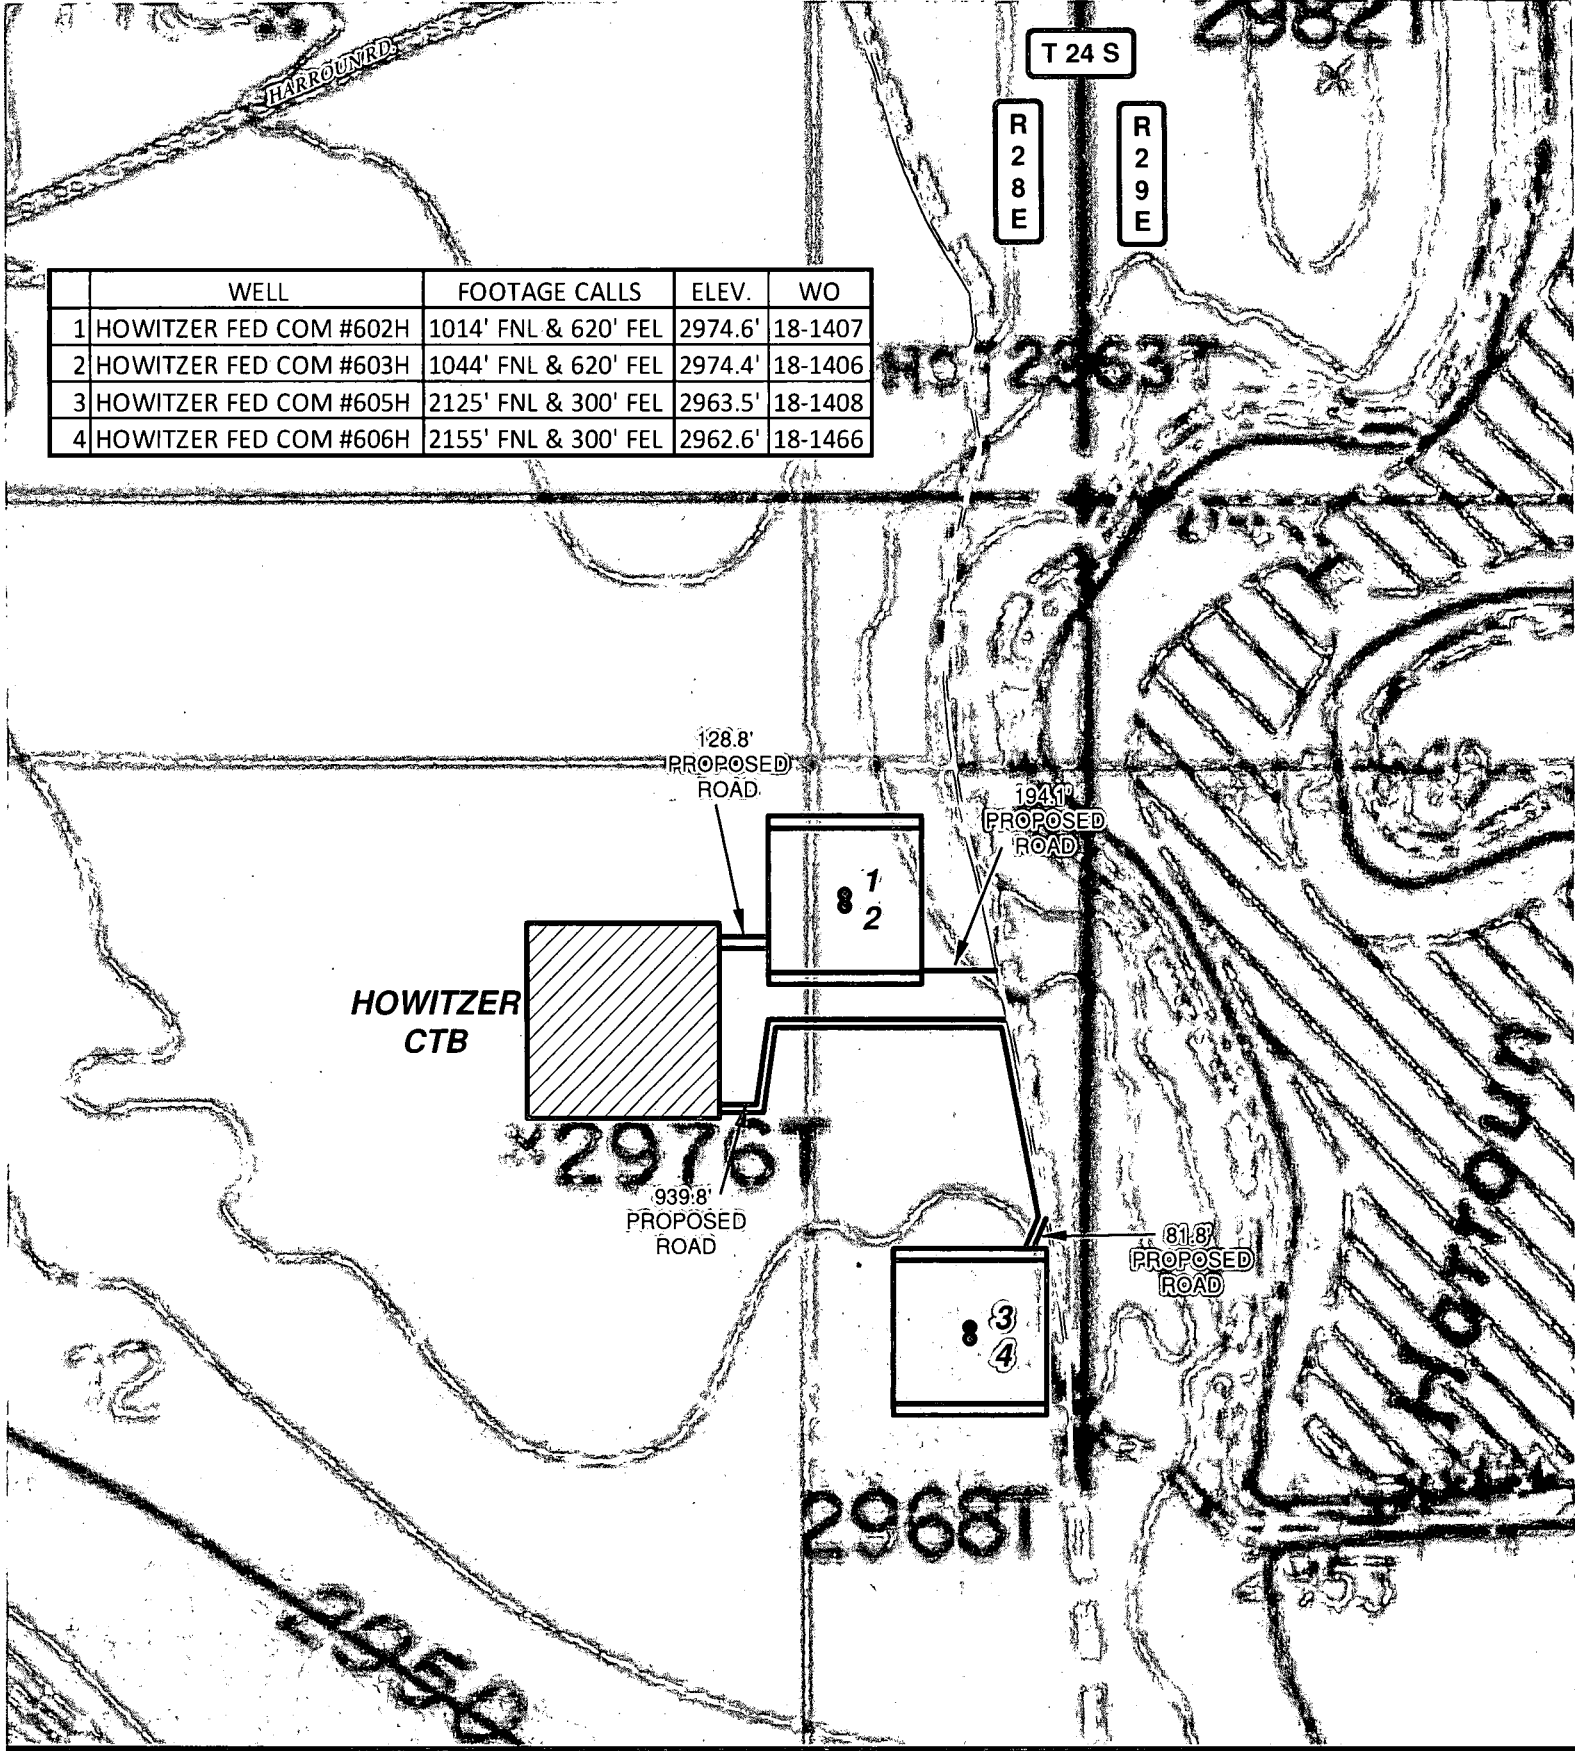 2982T
HARROUN RD.
T 24 S
R
2
8
E
R
2
9
E
WELL FOOTAGE CALLS ELEV. WO
1 HOWITZER FED COM #602H 1014' FNL & 620' FEL 2974.6' 18-1407
2 HOWITZER FED COM #603H 1044' FNL & 620' FEL 2974.4' 18-1406
3 HOWITZER FED COM #605H 2125' FNL & 300' FEL 2963.5' 18-1408
4 HOWITZER FED COM #606H 2155' FNL & 300' FEL 2962.6' 18-1466
128.8'
PROPOSED
ROAD
194.1'
PROPOSED
ROAD
1
2
HOWITZER
CTB
2976T
939.8'
PROPOSED
ROAD
81.8'
PROPOSED
ROAD
3
4
Harroun
12
2968T
2950